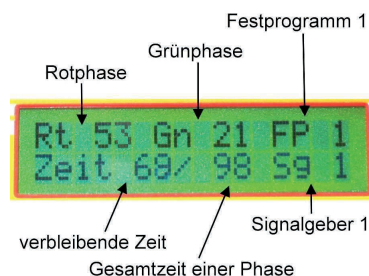 Festprogramm 1
Grünphase
Rotphase
Rt 53 Gn 21 FP 1
Zeit 69/ 98 Sg 1
Signalgeber 1
verbleibende Zeit
Gesamtzeit einer Phase